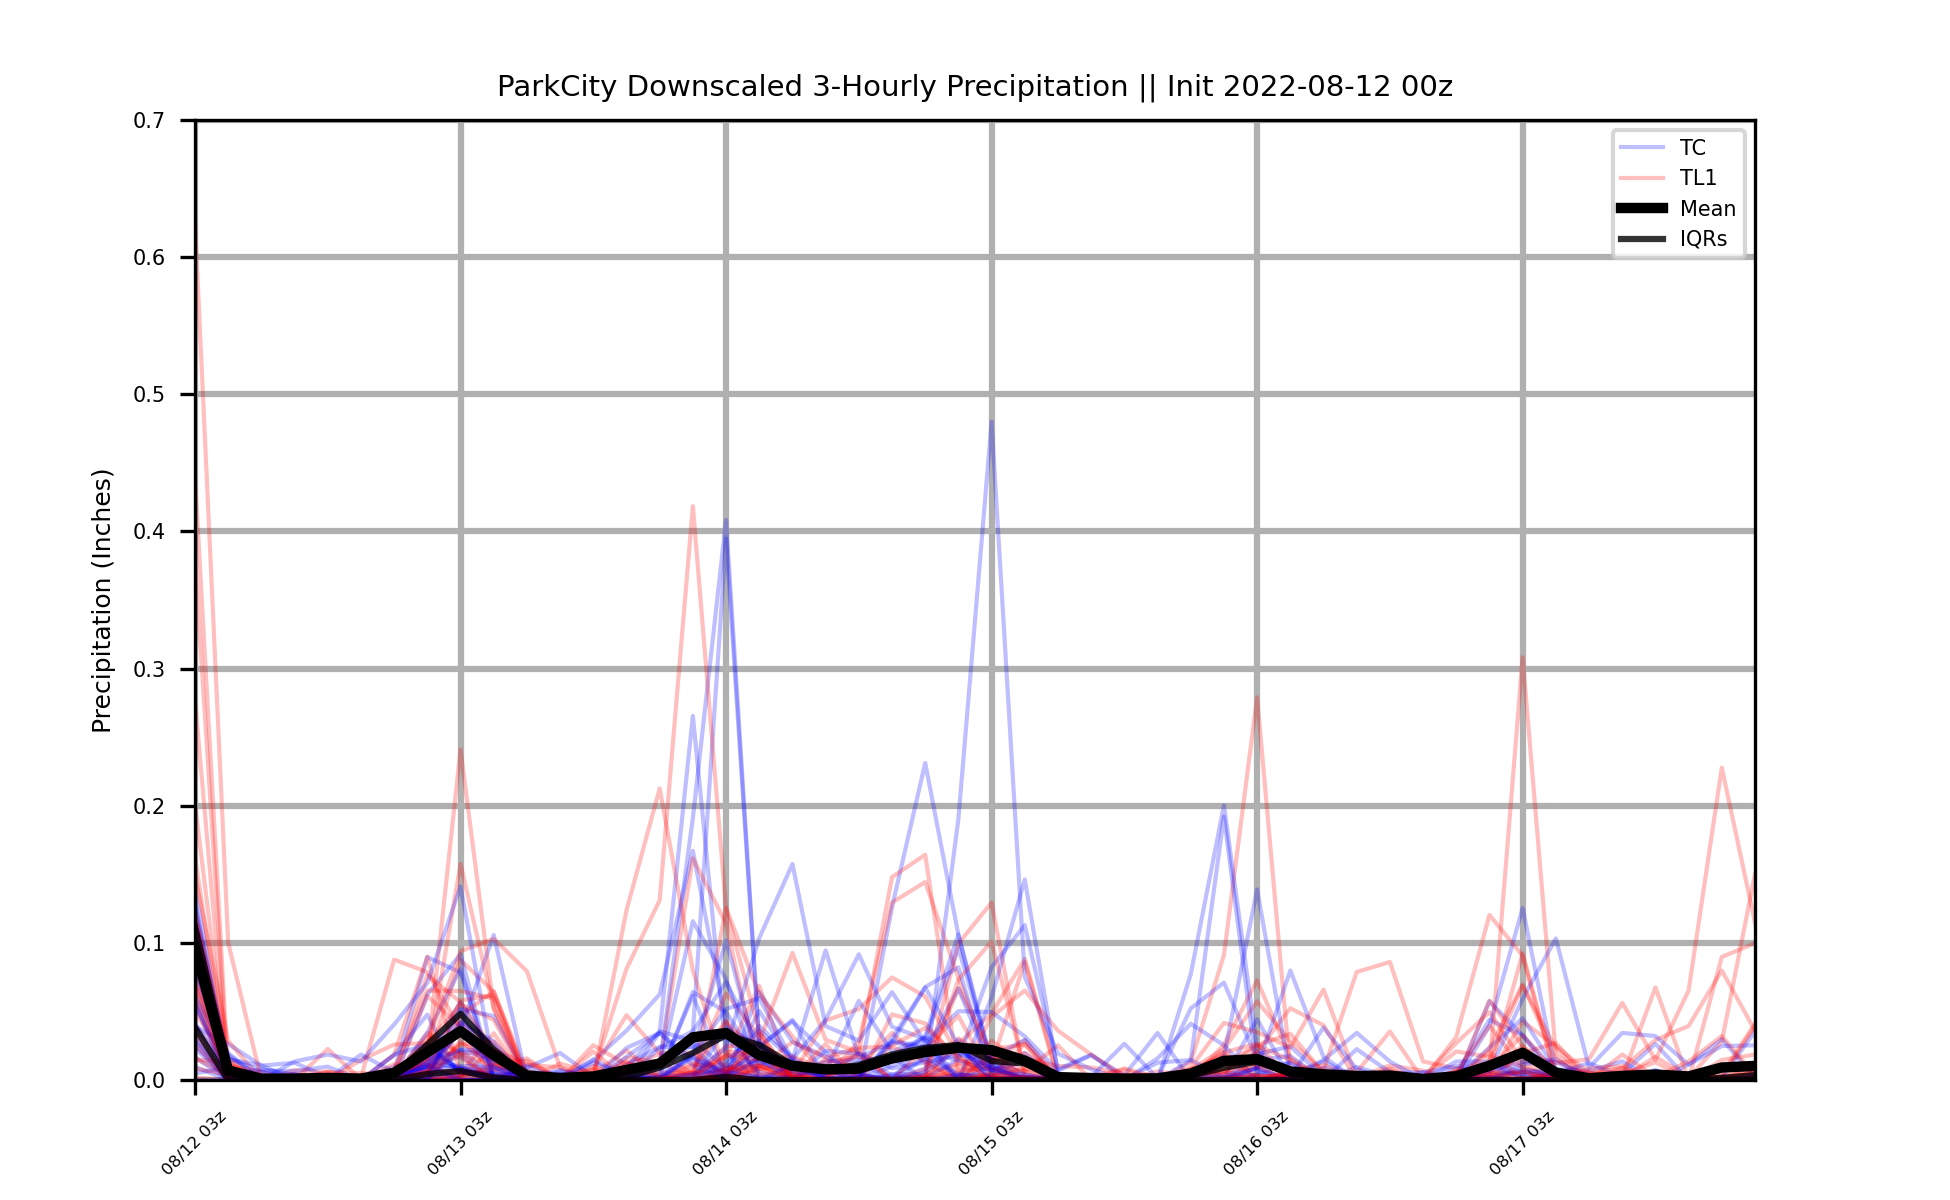 ParkCity Downscaled 3-Hourly Precipitation || Init 2022-08-12 00z
TC
TL1
Mean
IQRs
Precipitation (Inches)
0.7
0.6
0.5
0.4
0.3
0.2
0.1
0.0
08/12 03z
08/13 03z
08/14 03z
08/15 03z
08/16 03z
08/17 03z